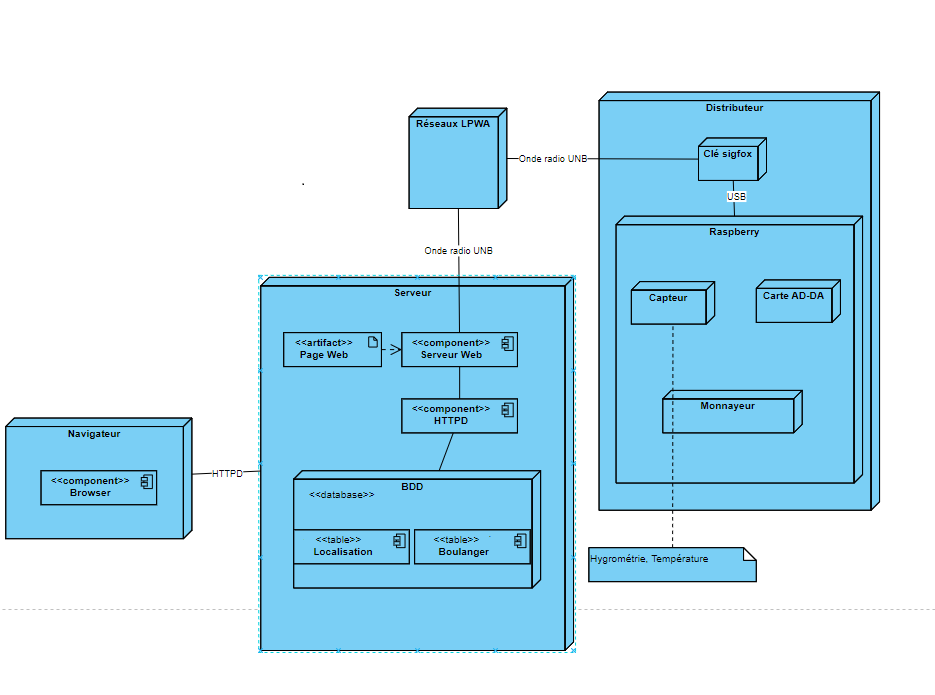 Distributeur
Réseaux LPWA
Clé sigfox
Onde radio UNB
USB
Raspberry
Onde radio UNB
Serveur
Capteur
Carte AD-DA
<<artifact>>
Page Web
<<component>>
Serveur Web
<<component>>
HTTPD
Monnayeur
Navigateur
<<component>>
Browser
HTTPD
BDD
<<database>>
<<table>>
Localisation
<<table>>
Boulanger
Hygrométrie, Température